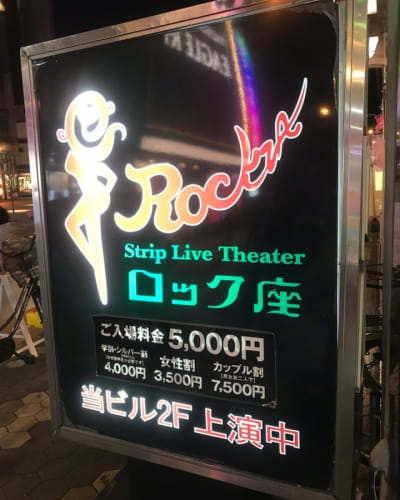 Rockza
Strip Live Theater
ロック座
ご入場料金 5,000円
学割・シルバー割 女性割 カップル割
4,000円 3,500円 7,500円
当ビル2F上演中